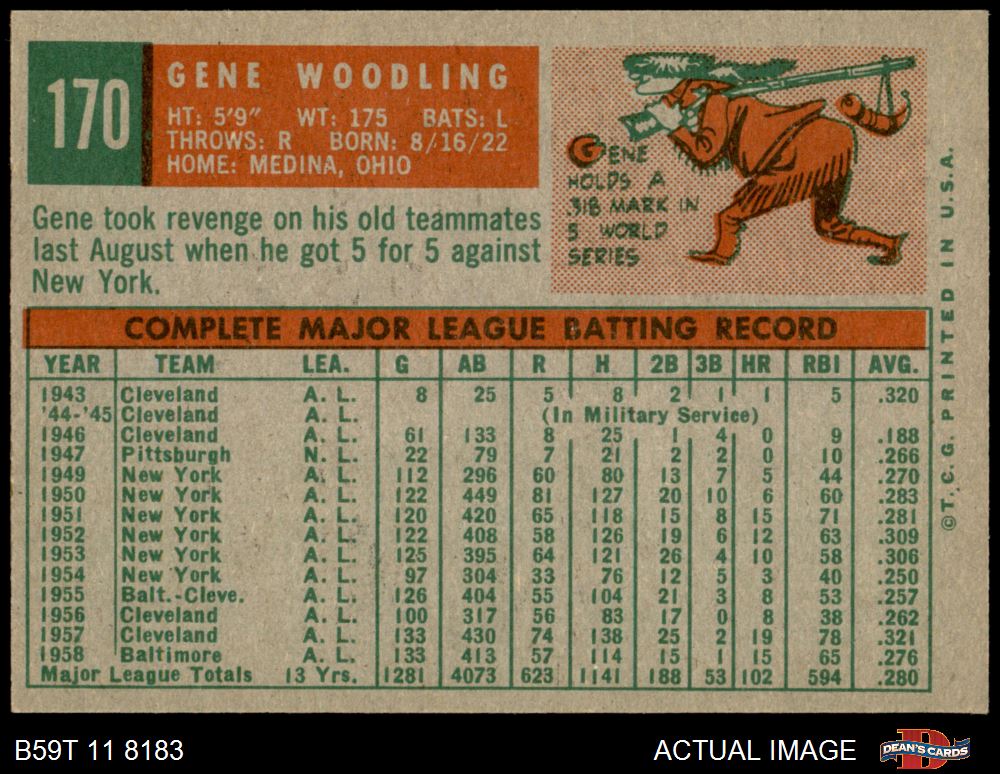 170
GENE WOODLING
HT: 5'9" WT: 175 BATS: L
THROWS: R BORN: 8/16/22
HOME: MEDINA, OHIO
Gene took revenge on his old teammates
last August when he got 5 for 5 against
New York.
GENE
HOLDS A
.318 MARK IN
5 WORLD
SERIES
COMPLETE MAJOR LEAGUE BATTING RECORD
YEAR TEAM LEA. G AB R H 2B 3B HR RBI AVG.
1943 Cleveland A. L. 8 25 5 8 2 1 1 5 .320
'44-'45 Cleveland A. L. (In Military Service)
1946 Cleveland A. L. 61 133 8 25 1 4 0 9 .188
1947 Pittsburgh N. L. 22 79 7 21 2 2 0 10 .266
1949 New York A. L. 112 296 60 80 13 7 5 44 .270
1950 New York A. L. 122 449 81 127 20 10 6 60 .283
1951 New York A. L. 120 420 65 118 15 8 15 71 .281
1952 New York A. L. 122 408 58 126 19 6 12 63 .309
1953 New York A. L. 125 395 64 121 26 4 10 58 .306
1954 New York A. L. 97 304 33 76 12 5 3 40 .250
1955 Balt.-Cleve. A. L. 126 404 55 104 21 3 8 53 .257
1956 Cleveland A. L. 100 317 56 83 17 0 8 38 .262
1957 Cleveland A. L. 133 430 74 138 25 2 19 78 .321
1958 Baltimore A. L. 133 413 57 114 15 1 15 65 .276
Major League Totals 13 Yrs. 1281 4073 623 1141 188 53 102 594 .280
©T. C. G. PRINTED IN U.S.A.
B59T 11 8183
ACTUAL IMAGE
DEAN'S CARDS